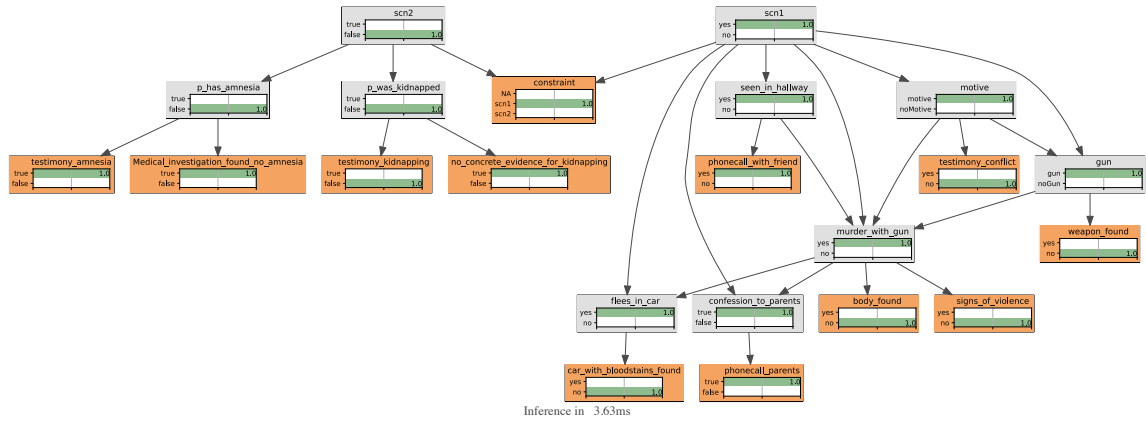 scn2
true
false 1.0
scn1
yes 1.0
no
p_has_amnesia
true
false 1.0
p_was_kidnapped
true
false 1.0
constraint
NA
scn1 1.0
scn2
seen_in_hallway
yes 1.0
no
motive
motive 1.0
noMotive
testimony_amnesia
true 1.0
false
Medical_investigation_found_no_amnesia
true 1.0
false
testimony_kidnapping
true
false 1.0
no_concrete_evidence_for_kidnapping
true 1.0
false
phonecall_with_friend
yes 1.0
no
testimony_conflict
yes
no 1.0
gun
gun 1.0
noGun
murder_with_gun
yes 1.0
no
weapon_found
yes
no 1.0
flees_in_car
yes 1.0
no
confession_to_parents
true 1.0
false
body_found
yes
no 1.0
signs_of_violence
yes
no 1.0
car_with_bloodstains_found
yes
no 1.0
phonecall_parents
true 1.0
false
Inference in 3.63ms